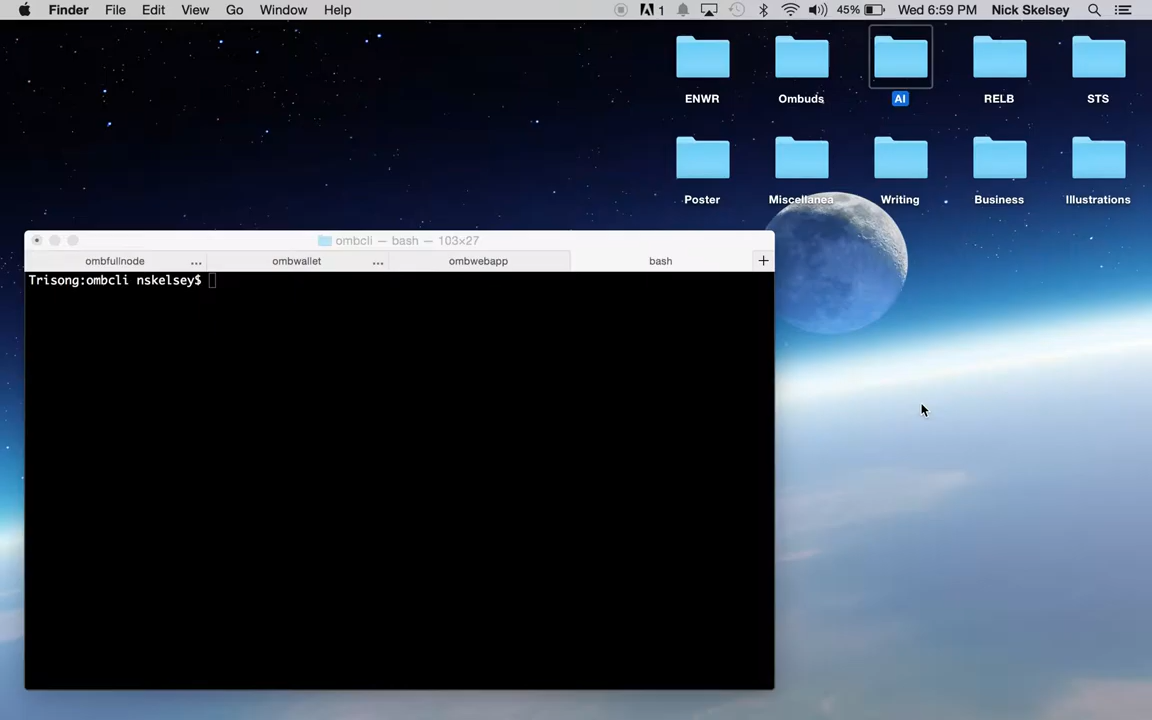 Finder File Edit View Go Window Help 1 45% Wed 6:59 PM Nick Skelsey
ENWR Ombuds AI RELB STS
Poster Miscellanea Writing Business Illustrations
ombcli — bash — 103×27
ombfullnode ... ombwallet ... ombwebapp bash +
Trisong:ombcli nskelsey$